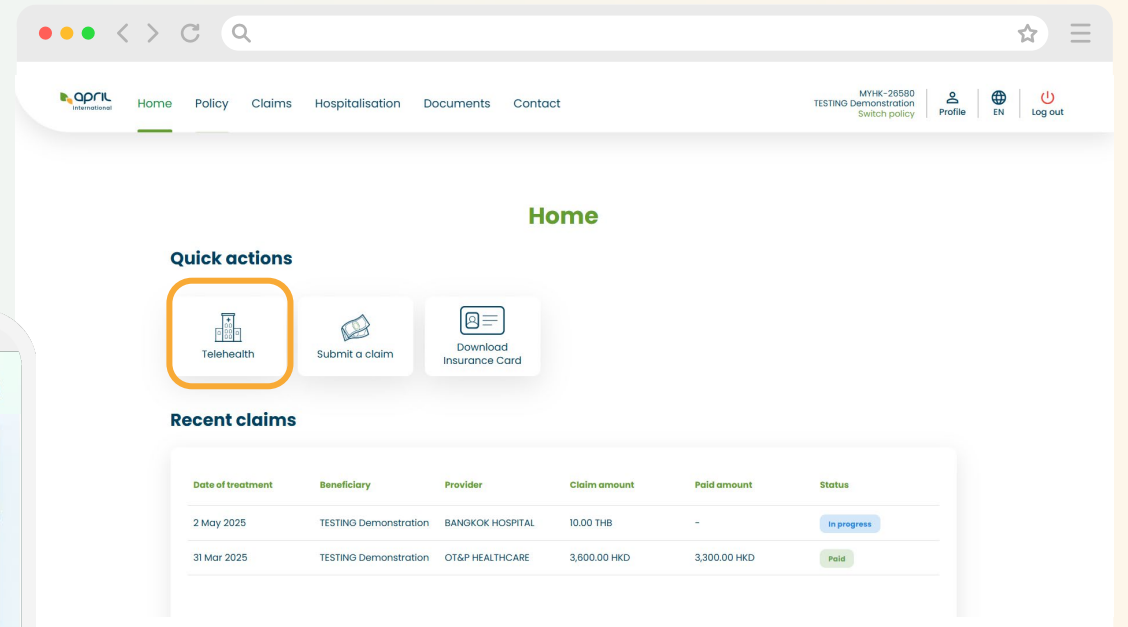 april
International
Home Policy Claims Hospitalisation Documents Contact
MYHK-26580
TESTING Demonstration
Switch policy
Profile
EN
Log out
Home
Quick actions
Telehealth
Submit a claim
Download
Insurance Card
Recent claims
Date of treatment Beneficiary Provider Claim amount Paid amount Status
2 May 2025 TESTING Demonstration BANGKOK HOSPITAL 10.00 THB - In progress
31 Mar 2025 TESTING Demonstration OT&P HEALTHCARE 3,600.00 HKD 3,300.00 HKD Paid